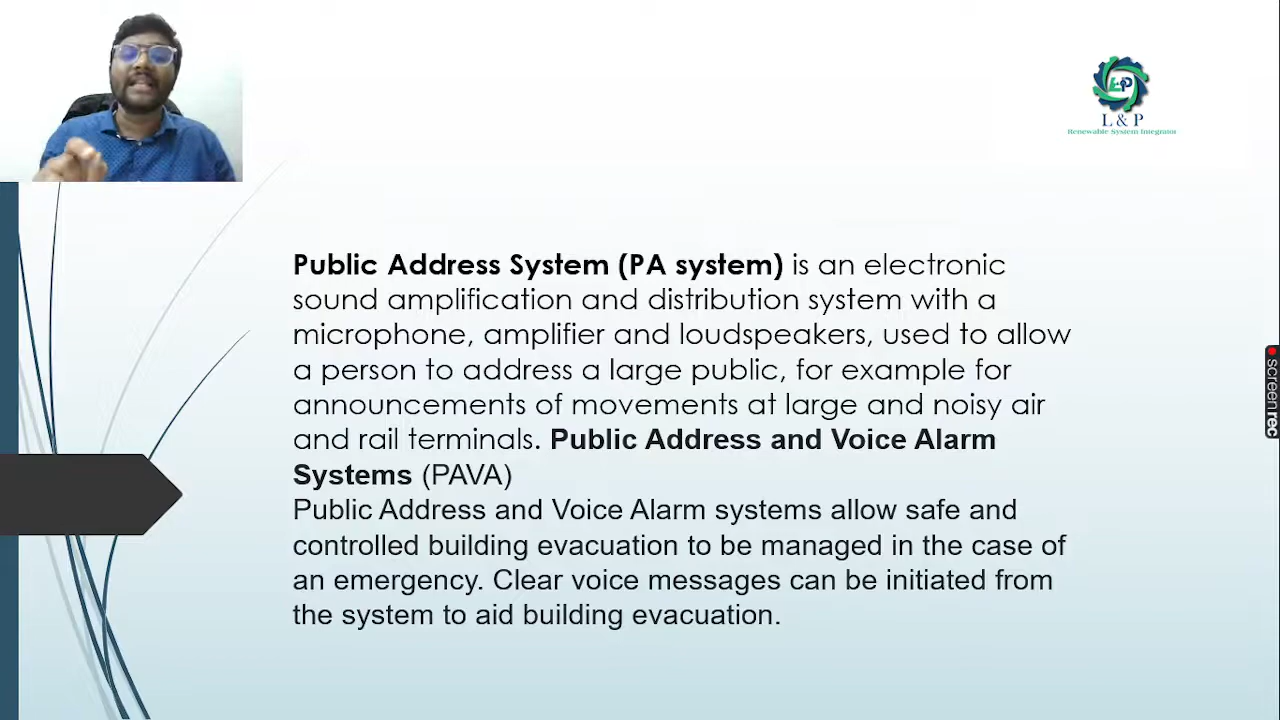 L & P
Renewable System Integrator
Public Address System (PA system) is an electronic
sound amplification and distribution system with a
microphone, amplifier and loudspeakers, used to allow
a person to address a large public, for example for
announcements of movements at large and noisy air
and rail terminals. Public Address and Voice Alarm
Systems (PAVA)
Public Address and Voice Alarm systems allow safe and
controlled building evacuation to be managed in the case of
an emergency. Clear voice messages can be initiated from
the system to aid building evacuation.
screenrec